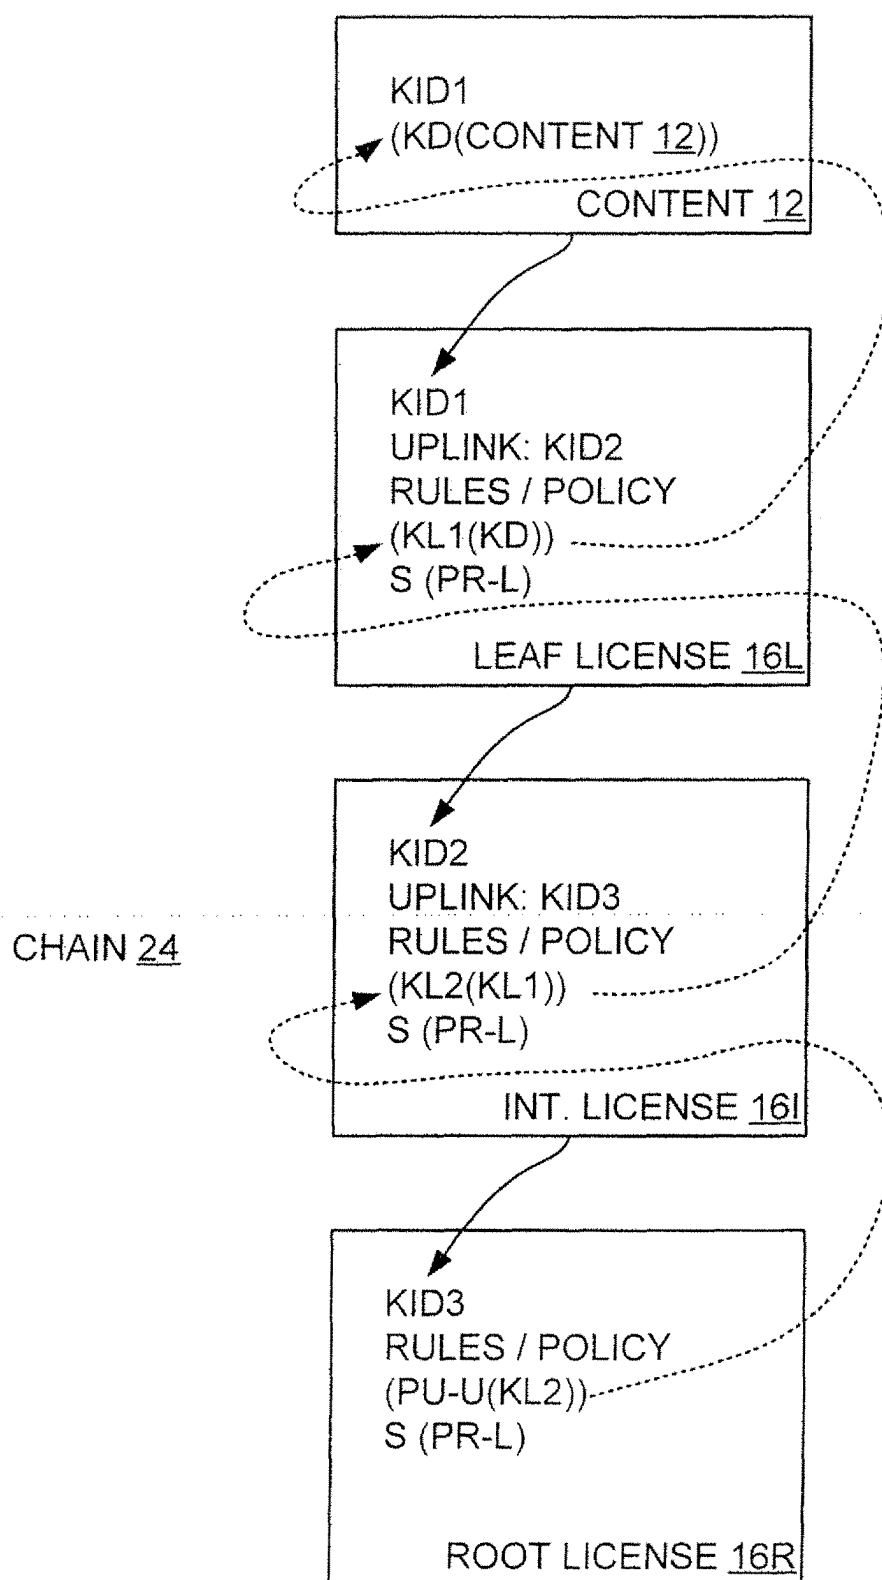 KID1
(KD(CONTENT 12))
CONTENT 12
KID1
UPLINK: KID2
RULES / POLICY
(KL1(KD))
S (PR-L)
LEAF LICENSE 16L
KID2
UPLINK: KID3
RULES / POLICY
CHAIN 24
(KL2(KL1))
S (PR-L)
INT. LICENSE 16I
KID3
RULES / POLICY
(PU-U(KL2))
S (PR-L)
ROOT LICENSE 16R